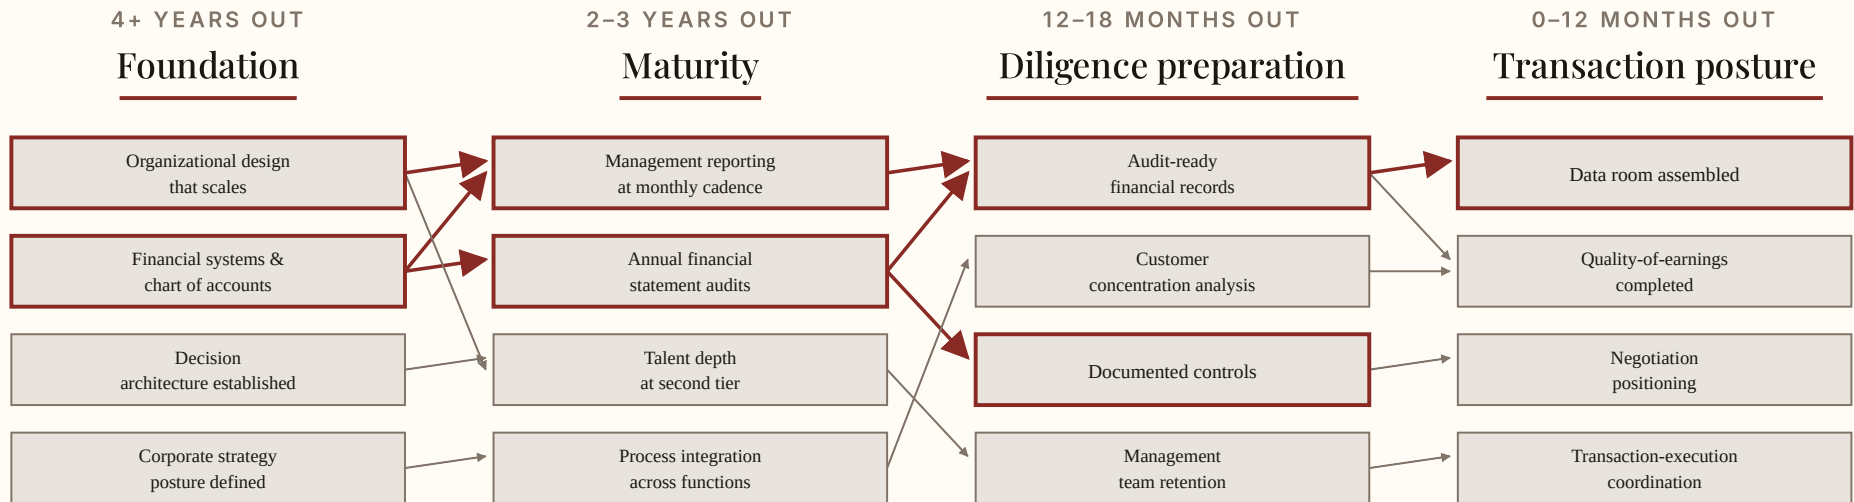 4+ YEARS OUT
Foundation
2–3 YEARS OUT
Maturity
12–18 MONTHS OUT
Diligence preparation
0–12 MONTHS OUT
Transaction posture
Organizational design
that scales
Management reporting
at monthly cadence
Audit-ready
financial records
Data room assembled
Financial systems &
chart of accounts
Annual financial
statement audits
Customer
concentration analysis
Quality-of-earnings
completed
Decision
architecture established
Talent depth
at second tier
Documented controls
Negotiation
positioning
Corporate strategy
posture defined
Process integration
across functions
Management
team retention
Transaction-execution
coordination